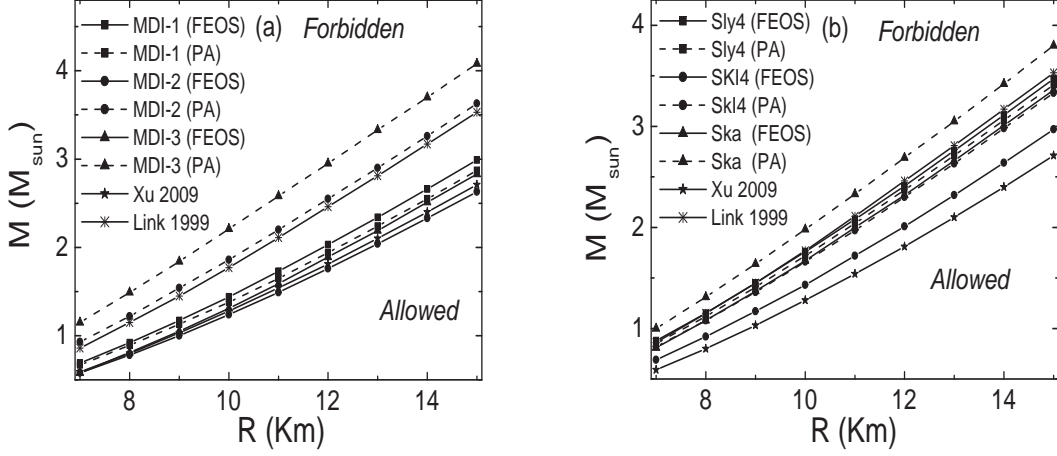 MDI-1 (FEOS)
MDI-1 (PA)
MDI-2 (FEOS)
MDI-2 (PA)
MDI-3 (FEOS)
MDI-3 (PA)
Xu 2009
Link 1999
(a)
Forbidden
Allowed
4
3
2
1
M (M sun)
8 10 12 14
R (Km)
Sly4 (FEOS)
Sly4 (PA)
SKI4 (FEOS)
SkI4 (PA)
Ska (FEOS)
Ska (PA)
Xu 2009
Link 1999
(b)
Forbidden
Allowed
4
3
2
1
M (M sun)
8 10 12 14
R (Km)